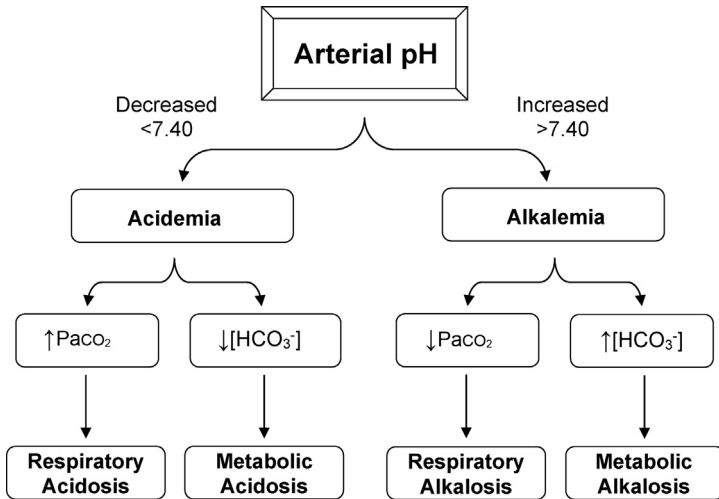 Arterial pH
Decreased
<7.40
Increased
>7.40
Acidemia
Alkalemia
↑PaCO₂
↓[HCO₃⁻]
↓PaCO₂
↑[HCO₃⁻]
Respiratory
Acidosis
Metabolic
Acidosis
Respiratory
Alkalosis
Metabolic
Alkalosis